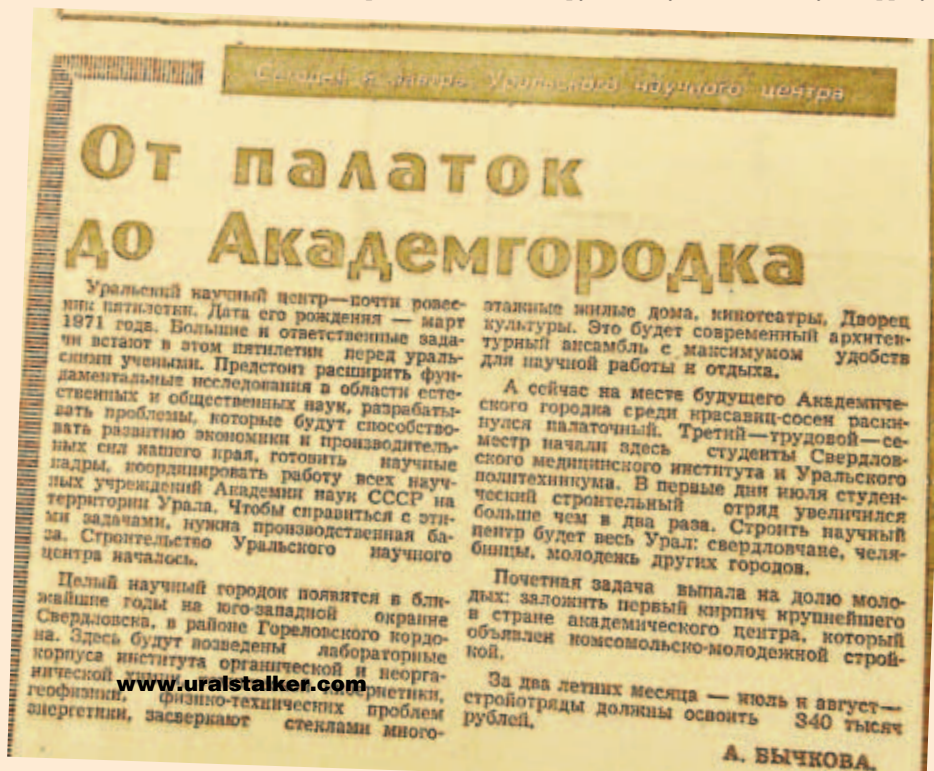 Сегодня и завтра Уральского научного центра
От палаток
до Академгородка
Уральский научный центр—почти ровес-
ник пятилетки. Дата его рождения — март
1971 года. Большие и ответственные зада-
чи встают в этом пятилетии перед ураль-
скими учеными. Предстоит расширить фун-
даментальные исследования в области есте-
ственных и общественных наук, разрабаты-
вать проблемы, которые будут способство-
вать развитию экономики и производитель-
ных сил нашего края, готовить научные
кадры, координировать работу всех науч-
ных учреждений Академии наук СССР на
территории Урала. Чтобы справиться с эти-
ми задачами, нужна производственная ба-
за. Строительство Уральского научного
центра началось.
Целый научный городок появится в бли-
жайшие годы на юго-западной окраине
Свердловска, в районе Гореловского кордо-
на. Здесь будут возведены лабораторные
корпуса института органической и неорга-
нической химии,
www.uralstalker.com
геофизики, физико-технических проблем
энергетики, засверкают стеклами много-
этажные жилые дома, кинотеатры, Дворец
культуры. Это будет современный архитек-
турный ансамбль с максимумом удобств
для научной работы и отдыха.
А сейчас на месте будущего Академиче-
ского городка среди красавиц-сосен раски-
нулся палаточный. Третий—трудовой—се-
местр начали здесь студенты Свердлов-
ского медицинского института и Уральского
политехникума. В первые дни июля студен-
ческий строительный отряд увеличился
больше чем в два раза. Строить научный
центр будет весь Урал: свердловчане, челя-
бинцы, молодежь других городов.
Почетная задача выпала на долю моло-
дых: заложить первый кирпич крупнейшего
в стране академического центра, который
объявлен комсомольско-молодежной строй-
кой.
За два летних месяца — июль и август—
стройотряды должны освоить 340 тысяч
рублей.
А. БЫЧКОВА.